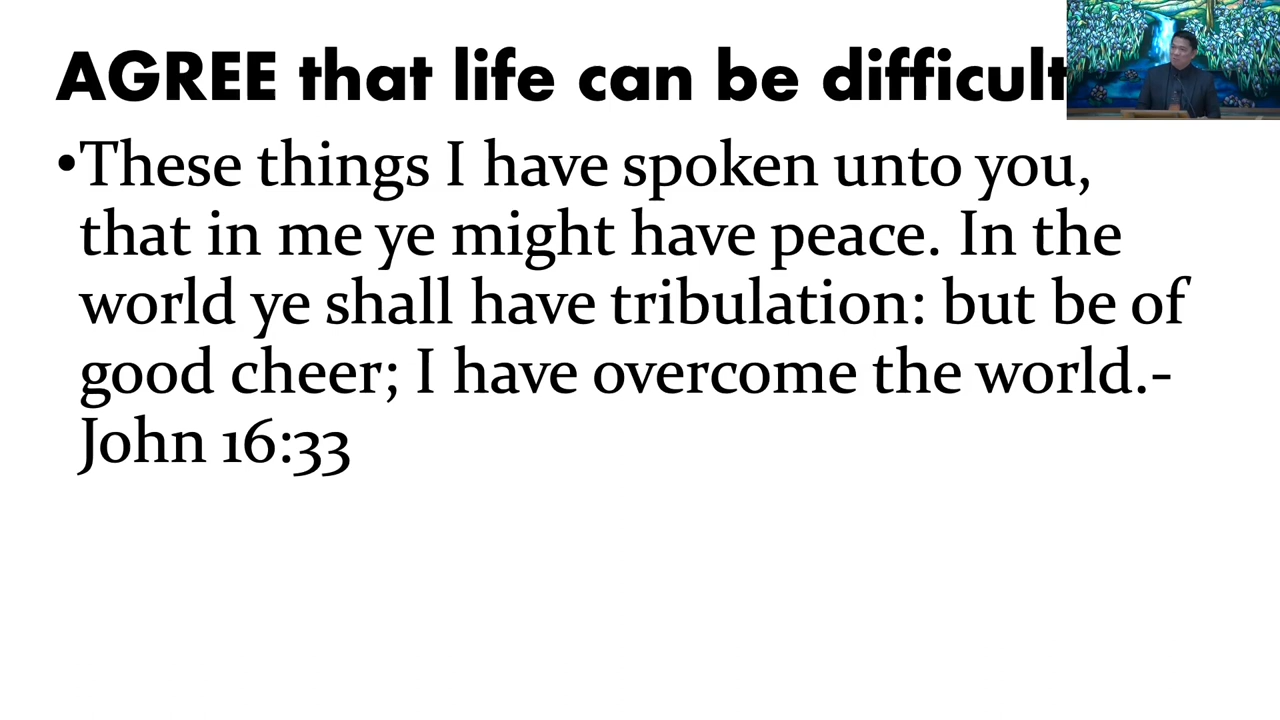 AGREE that life can be difficult
•These things I have spoken unto you,
that in me ye might have peace. In the
world ye shall have tribulation: but be of
good cheer; I have overcome the world.-
John 16:33